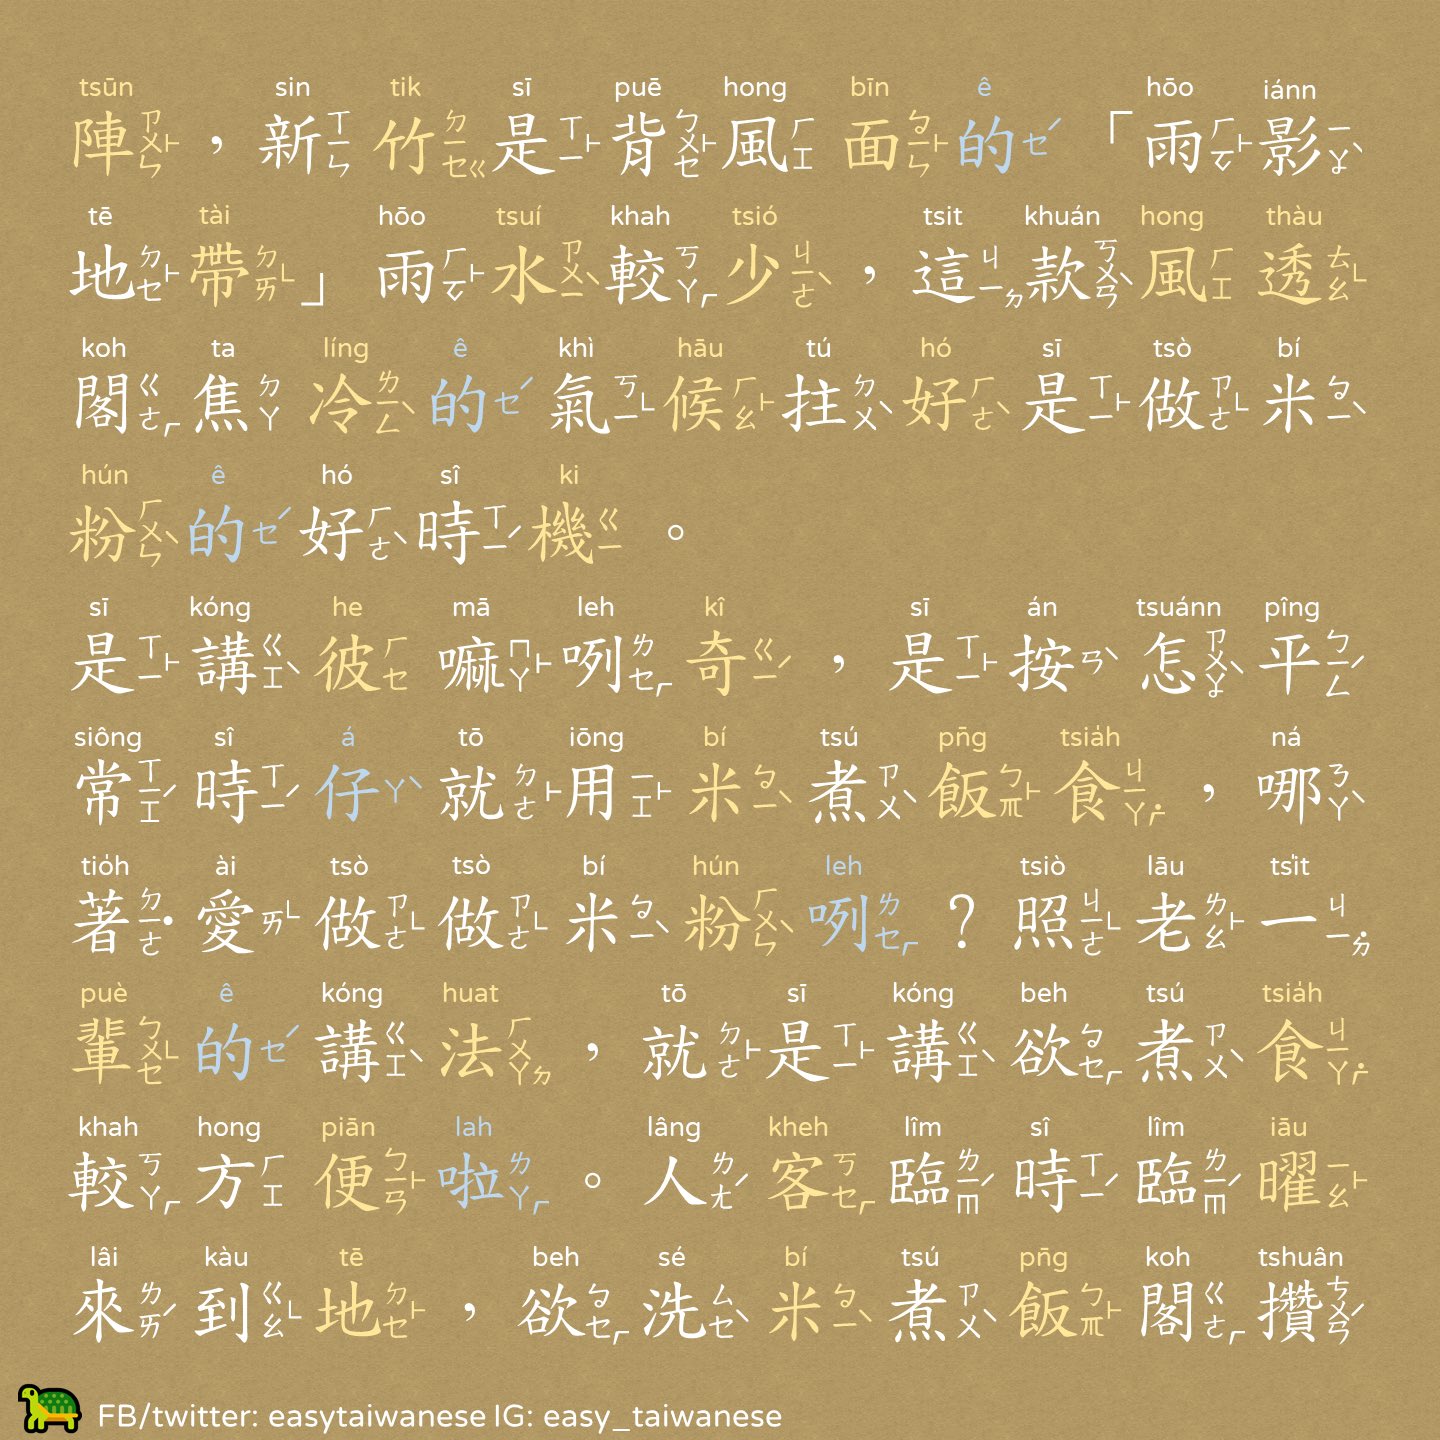 tsūn sin tik sī puē hong bīn ê hōo iánn
陣，新竹是背風面的「雨影
tē tài hōo tsuí khah tsió tsit khuán hong thàu
地帶」雨水較少，這款風透
koh ta líng ê khì hāu tú hó sī tsò bí
閣焦冷的氣候拄好是做米
hún ê hó sî ki
粉的好時機。
sī kóng he mā leh kî sī án tsuánn pîng
是講彼嘛咧奇，是按怎平
siông sî á tō iōng bí tsú pn̄g tsia̍h ná
常時仔就用米煮飯食，哪
tio̍h ài tsò tsò bí hún leh tsiò lāu tsi̍t
著愛做做米粉咧？照老一
puè ê kóng huat tō sī kóng beh tsú tsia̍h
輩的講法，就是講欲煮食
khah hong piān lah lâng kheh lîm sî lîm iāu
較方便啦。人客臨時臨曜
lâi kàu tē beh sé bí tsú pn̄g koh tshuân
來到地，欲洗米煮飯閣攢
FB/twitter: easytaiwanese IG: easy_taiwanese